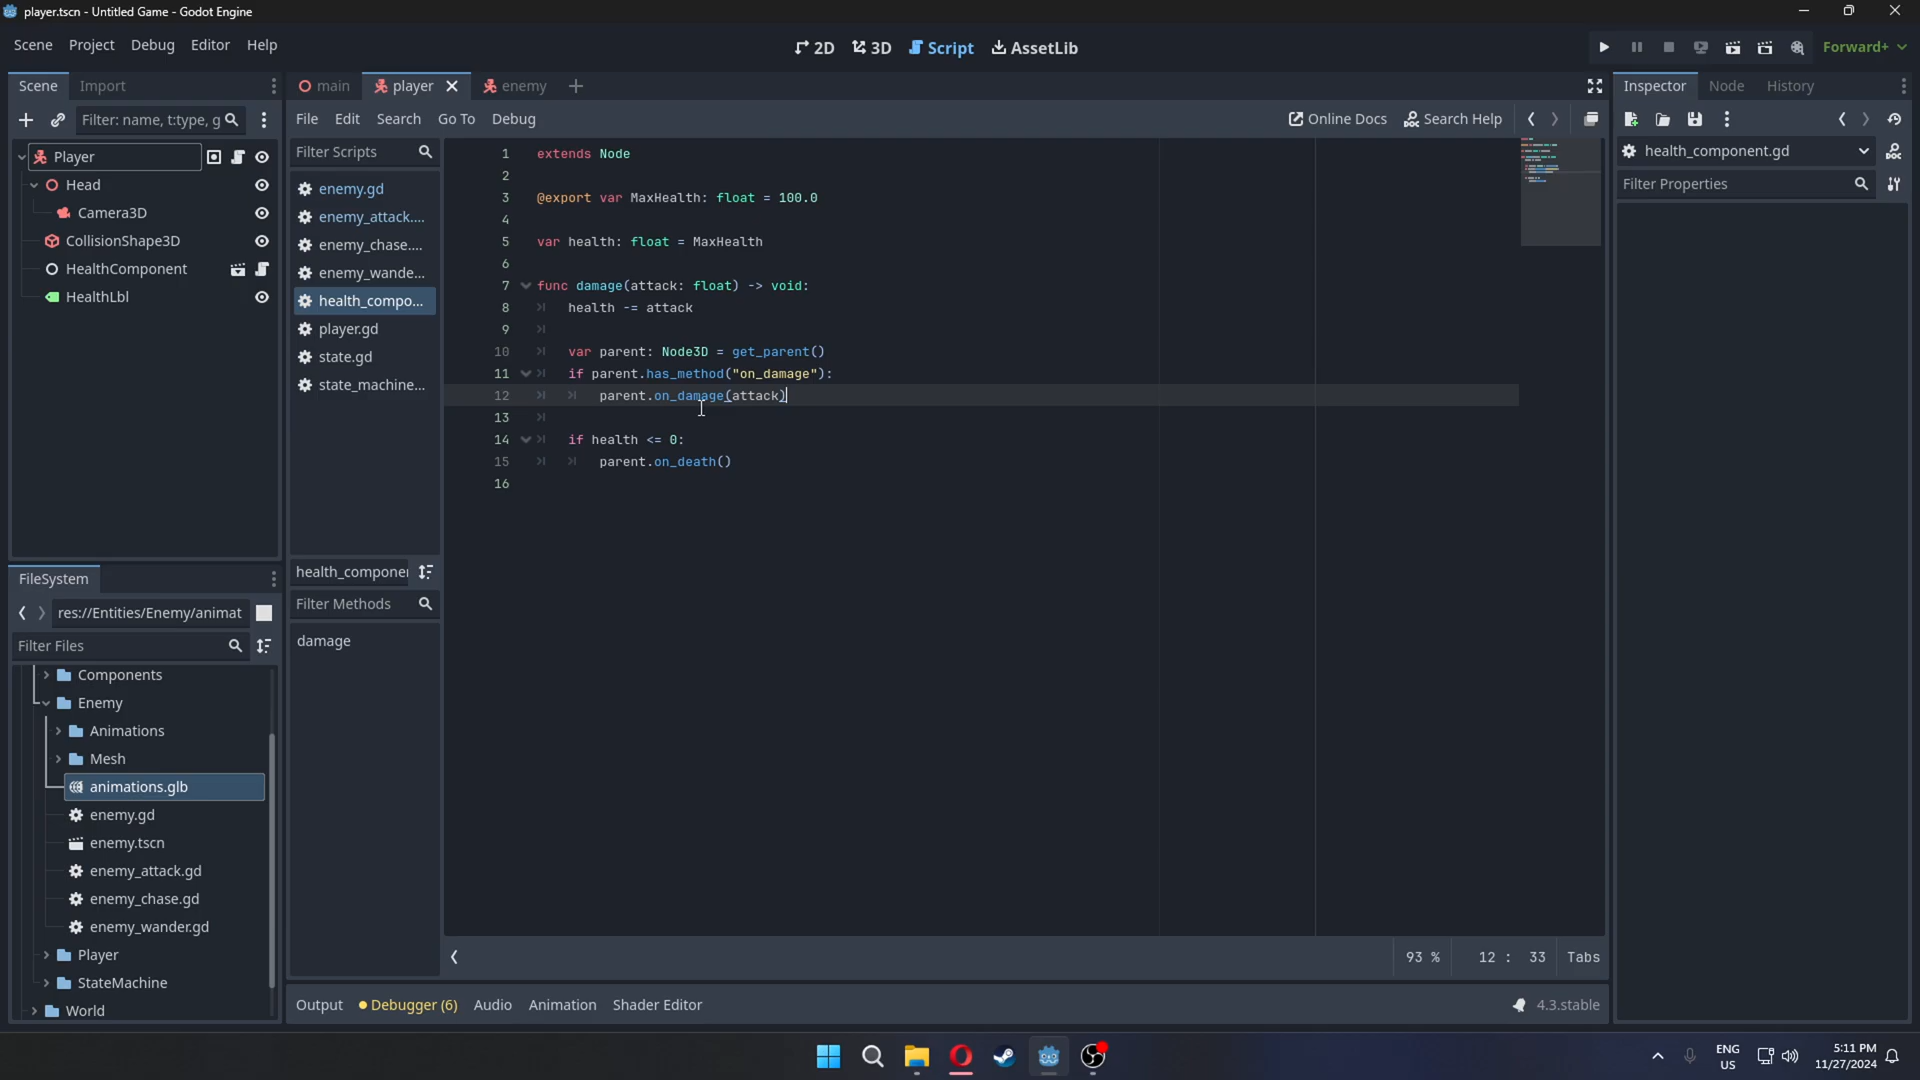 player.tscn - Untitled Game - Godot Engine
Scene Project Debug Editor Help
2D 3D Script AssetLib
Forward+
Scene Import
main player enemy
Inspector Node History
Filter: name, t:type, g
File Edit Search Go To Debug
Online Docs Search Help
Player
Head
Camera3D
CollisionShape3D
HealthComponent
HealthLbl
Filter Scripts
enemy.gd
enemy_attack....
enemy_chase....
enemy_wande...
health_compo...
player.gd
state.gd
state_machine...
health_componer
Filter Methods
damage
1 extends Node
2
3 @export var MaxHealth: float = 100.0
4
5 var health: float = MaxHealth
6
7 func damage(attack: float) -> void:
8 health -= attack
9
10 var parent: Node3D = get_parent()
11 if parent.has_method("on_damage"):
12 parent.on_damage(attack)
13
14 if health <= 0:
15 parent.on_death()
16
93 % 12 : 33 Tabs
health_component.gd
Filter Properties
FileSystem
res://Entities/Enemy/animat
Filter Files
Components
Enemy
Animations
Mesh
animations.glb
enemy.gd
enemy.tscn
enemy_attack.gd
enemy_chase.gd
enemy_wander.gd
Player
StateMachine
World
Output Debugger (6) Audio Animation Shader Editor
4.3.stable
ENG
US
5:11 PM
11/27/2024